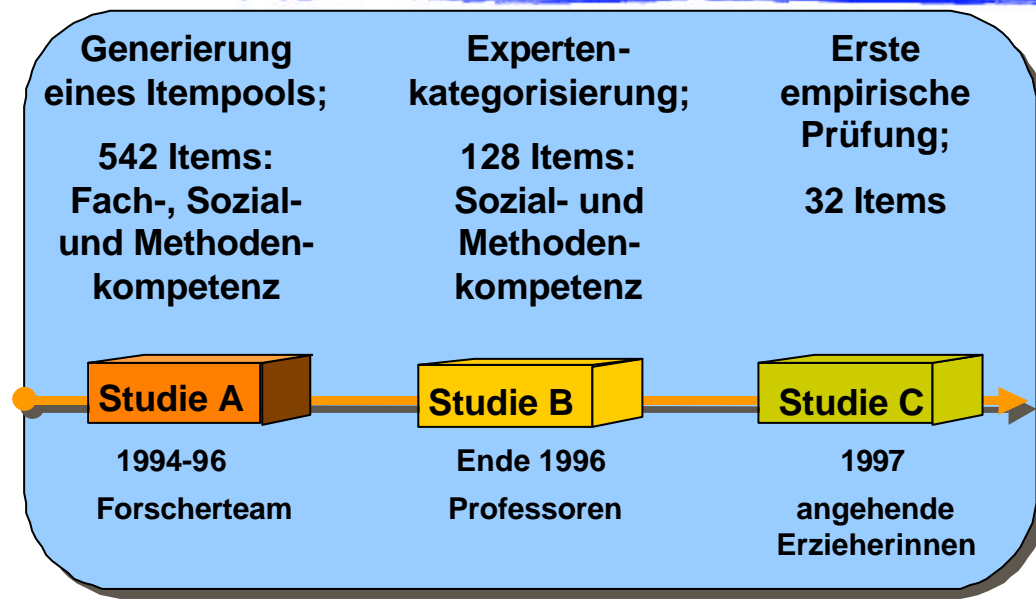 Generierung
eines Itempools;
542 Items:
Fach-, Sozial-
und Methoden-
kompetenz
Studie A
1994-96
Forscherteam
Experten-
kategorisierung;
128 Items:
Sozial- und
Methoden-
kompetenz
Studie B
Ende 1996
Professoren
Erste
empirische
Prüfung;
32 Items
Studie C
1997
angehende
Erzieherinnen